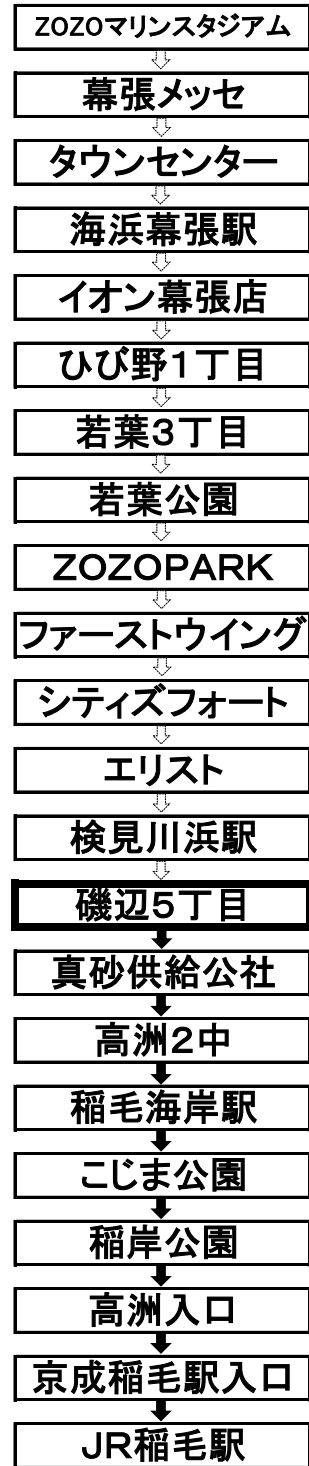 ZOZOマリンスタジアム
幕張メッセ
タウンセンター
海浜幕張駅
イオン幕張店
ひび野1丁目
若葉3丁目
若葉公園
ZOZOPARK
ファーストウイング
シティズフォート
エリスト
検見川浜駅
磯辺5丁目
真砂供給公社
高洲2中
稲毛海岸駅
こじま公園
稲岸公園
高洲入口
京成稲毛駅入口
JR稲毛駅